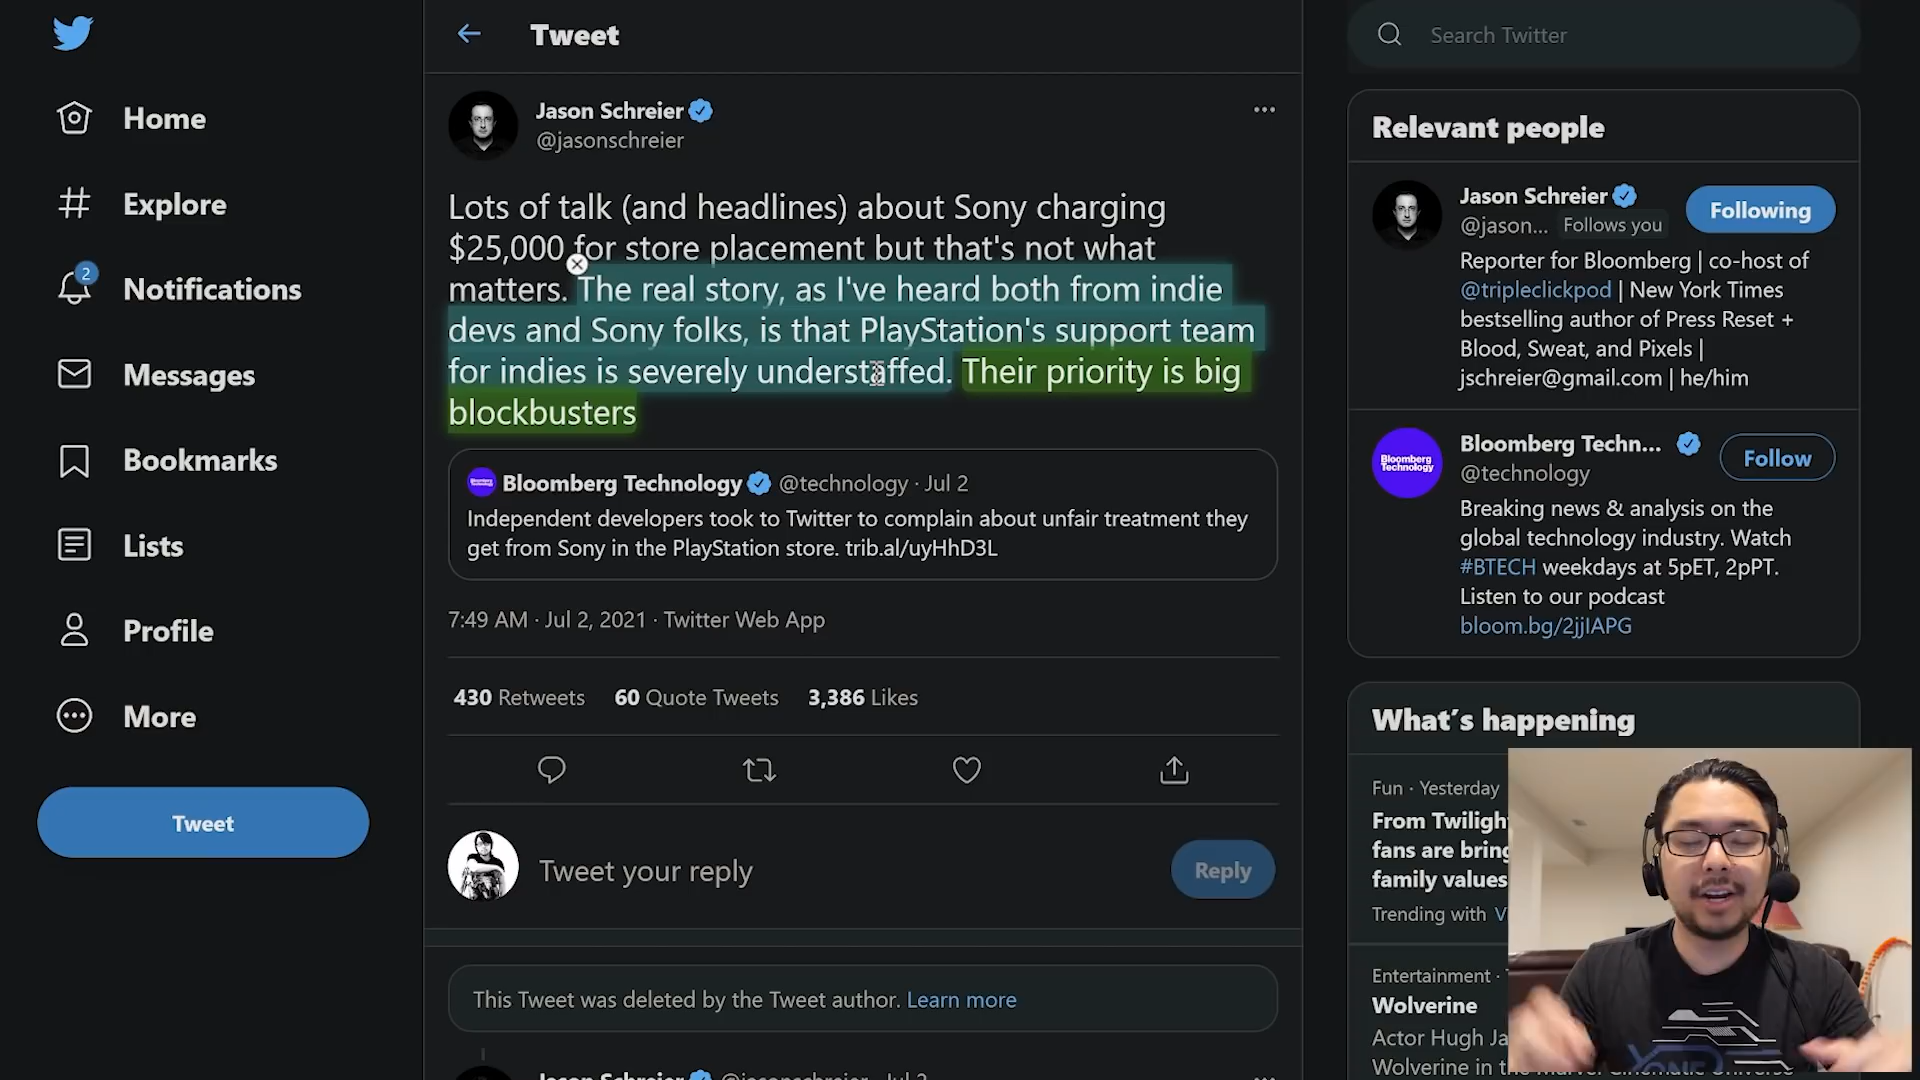 Home
Explore
2
Notifications
Messages
Bookmarks
Lists
Profile
More
Tweet
Tweet
Jason Schreier
@jasonschreier
Lots of talk (and headlines) about Sony charging
$25,000 for store placement but that's not what
matters. The real story, as I've heard both from indie
devs and Sony folks, is that PlayStation's support team
for indies is severely understaffed. Their priority is big
blockbusters
Bloomberg Technology @technology · Jul 2
Independent developers took to Twitter to complain about unfair treatment they
get from Sony in the PlayStation store. trib.al/uyHhD3L
7:49 AM · Jul 2, 2021 · Twitter Web App
430 Retweets 60 Quote Tweets 3,386 Likes
Tweet your reply
Reply
This Tweet was deleted by the Tweet author. Learn more
Jason Schreier @jasonschreier · Jul 2
Search Twitter
Relevant people
Jason Schreier
Following
@jason... Follows you
Reporter for Bloomberg | co-host of
@tripleclickpod | New York Times
bestselling author of Press Reset +
Blood, Sweat, and Pixels |
jschreier@gmail.com | he/him
Bloomberg
Technology
Bloomberg Techn...
Follow
@technology
Breaking news & analysis on the
global technology industry. Watch
#BTECH weekdays at 5pET, 2pPT.
Listen to our podcast
bloom.bg/2jjIAPG
What's happening
Fun · Yesterday
From Twiligh
fans are bring
family values
Trending with V
Entertainment ·
Wolverine
Actor Hugh Ja
Wolverine in the Marvel Cinematic Universe